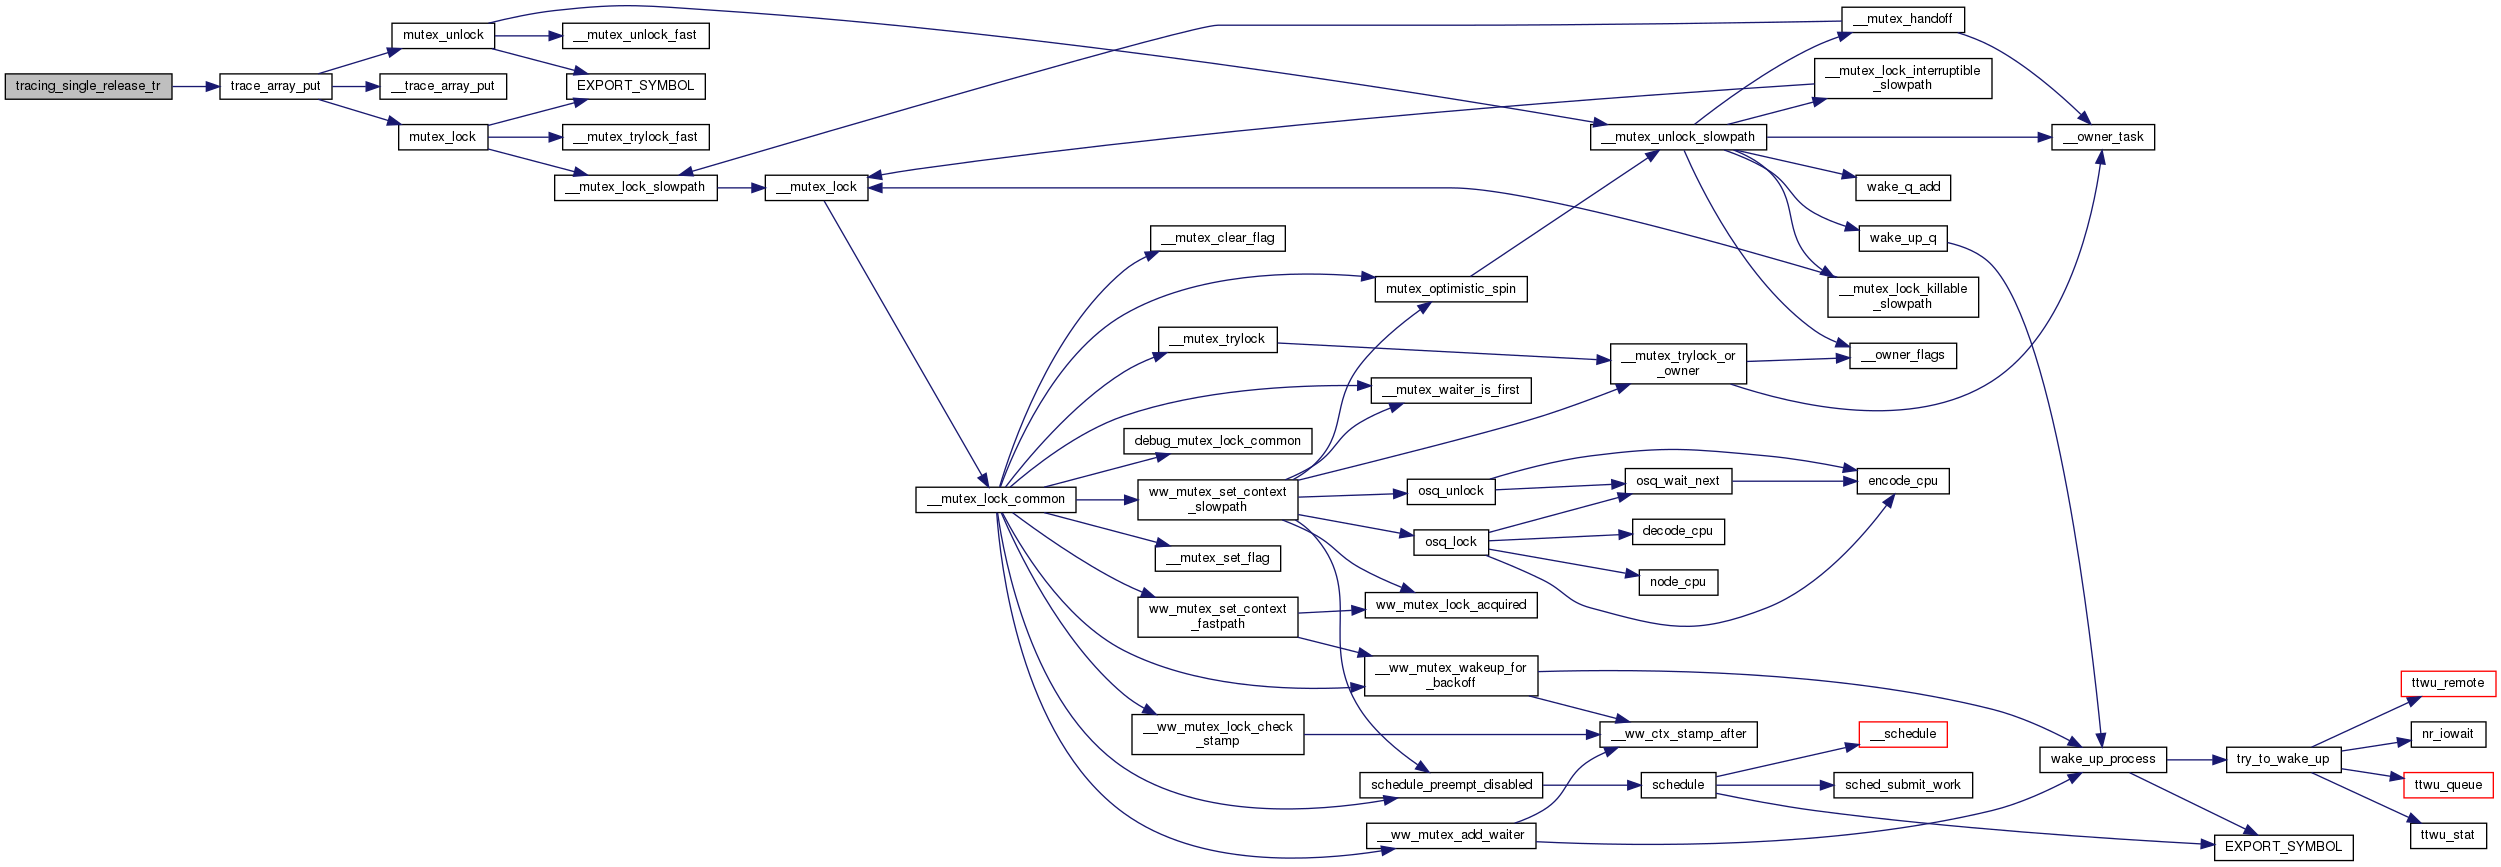 tracing_single_release_tr
trace_array_put
mutex_unlock
__trace_array_put
mutex_lock
__mutex_unlock_fast
EXPORT_SYMBOL
__mutex_trylock_fast
__mutex_lock_slowpath
__mutex_lock
__mutex_lock_common
__mutex_clear_flag
__mutex_trylock
debug_mutex_lock_common
ww_mutex_set_context
_slowpath
__mutex_set_flag
ww_mutex_set_context
_fastpath
__ww_mutex_lock_check
_stamp
mutex_optimistic_spin
__mutex_waiter_is_first
osq_unlock
osq_lock
ww_mutex_lock_acquired
__ww_mutex_wakeup_for
_backoff
schedule_preempt_disabled
__ww_mutex_add_waiter
__mutex_unlock_slowpath
__mutex_trylock_or
_owner
osq_wait_next
decode_cpu
node_cpu
__ww_ctx_stamp_after
schedule
__mutex_handoff
__mutex_lock_interruptible
_slowpath
__owner_task
wake_q_add
wake_up_q
__mutex_lock_killable
_slowpath
__owner_flags
encode_cpu
__schedule
sched_submit_work
wake_up_process
try_to_wake_up
EXPORT_SYMBOL
ttwu_remote
nr_iowait
ttwu_queue
ttwu_stat